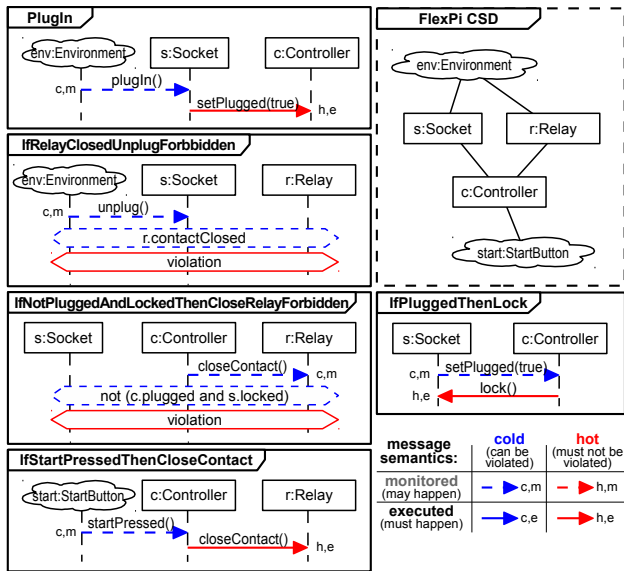 PlugIn
env:Environment
s:Socket
c:Controller
c,m
plugIn()
setPlugged(true)
h,e
IfRelayClosedUnplugForbbidden
env:Environment
s:Socket
r:Relay
c,m
unplug()
r.contactClosed
violation
IfNotPluggedAndLockedThenCloseRelayForbidden
s:Socket
c:Controller
r:Relay
closeContact()
c,m
not (c.plugged and s.locked)
violation
IfStartPressedThenCloseContact
start:StartButton
c:Controller
r:Relay
c,m
startPressed()
closeContact()
h,e
FlexPi CSD
env:Environment
s:Socket
r:Relay
c:Controller
start:StartButton
IfPluggedThenLock
s:Socket
c:Controller
c,m
setPlugged(true)
h,e
lock()
message
semantics:
cold
(can be
violated)
hot
(must not be
violated)
monitored
(may happen)
c,m
h,m
executed
(must happen)
c,e
h,e